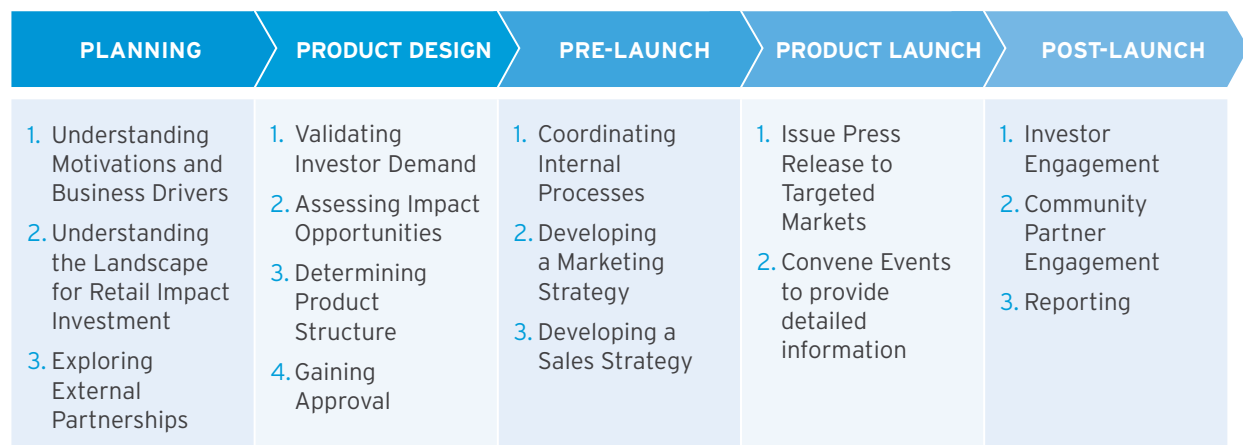 PLANNING
PRODUCT DESIGN
PRE-LAUNCH
PRODUCT LAUNCH
POST-LAUNCH
1. Understanding
Motivations and
Business Drivers
2. Understanding
the Landscape
for Retail Impact
Investment
3. Exploring
External
Partnerships
1. Validating
Investor Demand
2. Assessing Impact
Opportunities
3. Determining
Product
Structure
4. Gaining
Approval
1. Coordinating
Internal
Processes
2. Developing
a Marketing
Strategy
3. Developing a
Sales Strategy
1. Issue Press
Release to
Targeted
Markets
2. Convene Events
to provide
detailed
information
1. Investor
Engagement
2. Community
Partner
Engagement
3. Reporting